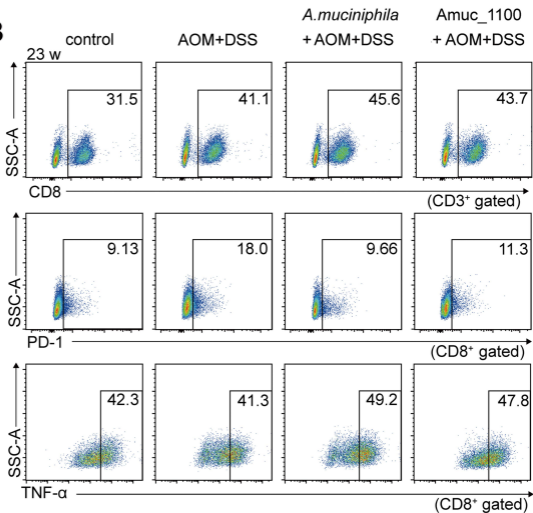 B
A.muciniphila Amuc_1100
control AOM+DSS + AOM+DSS + AOM+DSS
23 w
SSC-A
31.5 41.1 45.6 43.7
CD8
(CD3⁺ gated)
SSC-A
9.13 18.0 9.66 11.3
PD-1
(CD8⁺ gated)
SSC-A
42.3 41.3 49.2 47.8
TNF-α
(CD8⁺ gated)